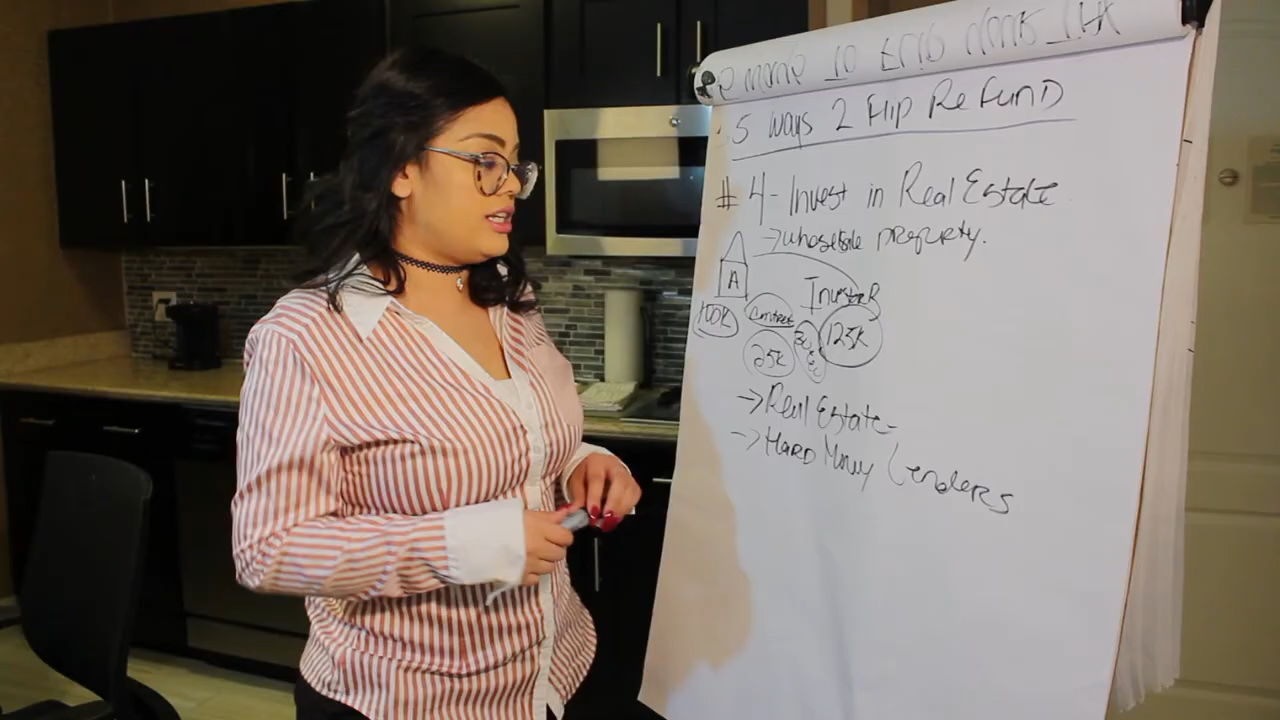 5 Ways 2 Flip Refund
# 4 - Invest in Real Estate
→ wholesale property.
A
Investor
100K
Contract
125K
25K
→ Real Estate
→ Hard Money Lenders